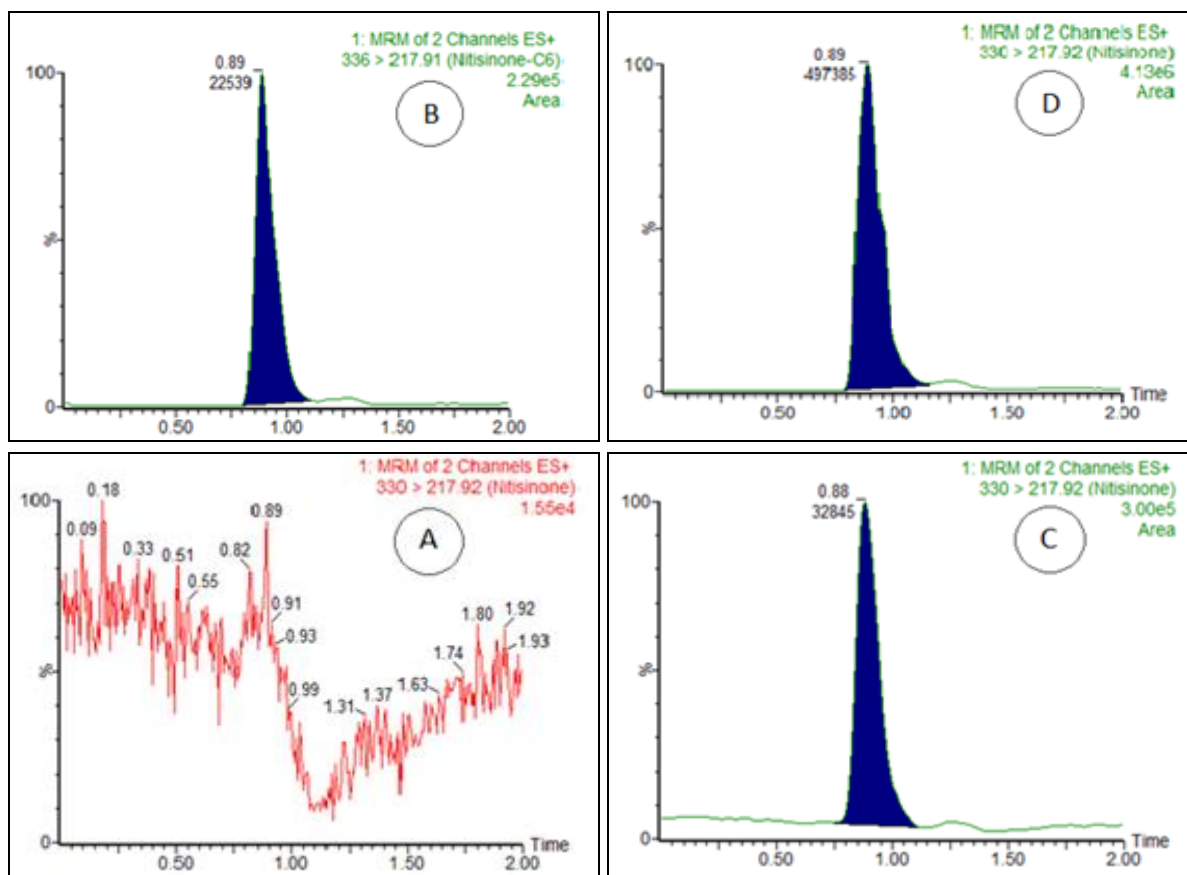 1: MRM of 2 Channels ES+
336 > 217.91 (Nitisinone-C6)
2.29e5
Area
0.89
22539
100
%
0
0.50
1.00
1.50
2.00
B
1: MRM of 2 Channels ES+
330 > 217.92 (Nitisinone)
4.13e6
Area
0.89
497385
100
%
0
0.50
1.00
1.50
2.00
Time
D
1: MRM of 2 Channels ES+
330 > 217.92 (Nitisinone)
1.55e4
100
0.18
0.09
0.33
0.51
0.55
0.82
0.89
0.91
0.93
0.99
1.31
1.37
1.63
1.74
1.80
1.92
1.93
%
0
0.50
1.00
1.50
2.00
Time
A
1: MRM of 2 Channels ES+
330 > 217.92 (Nitisinone)
3.00e5
Area
0.88
32845
100
%
0
0.50
1.00
1.50
2.00
Time
C